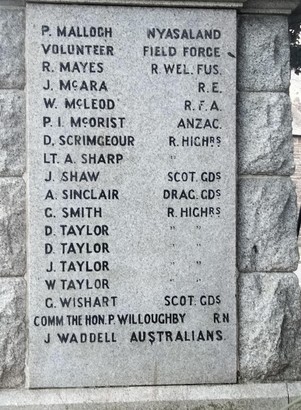 P. MALLOCH NYASALAND
VOLUNTEER FIELD FORCE
R. MAYES R. WEL. FUS.
J. McARA R.E.
W. McLEOD R.F.A.
P. I. McORIST ANZAC.
D. SCRIMGEOUR R. HIGHRS
LT. A. SHARP "
J. SHAW SCOT. GDS
A. SINCLAIR DRAG. GDS
G. SMITH R. HIGHRS
D. TAYLOR " "
D. TAYLOR " "
J. TAYLOR " "
W TAYLOR " "
G. WISHART SCOT. GDS
COMM THE HON. P. WILLOUGHBY R N
J WADDELL AUSTRALIANS.